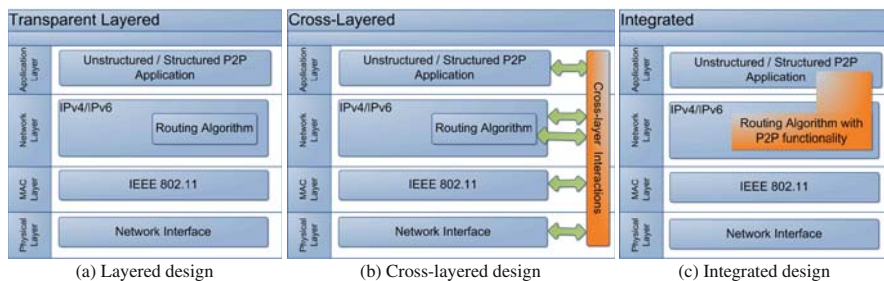 Transparent Layered
Application
Layer
Unstructured / Structured P2P
Application
Network
Layer
IPv4/IPv6
Routing Algorithm
MAC
Layer
IEEE 802.11
Physical
Layer
Network Interface
(a) Layered design
Cross-Layered
Application
Layer
Unstructured / Structured P2P
Application
Network
Layer
IPv4/IPv6
Routing Algorithm
MAC
Layer
IEEE 802.11
Physical
Layer
Network Interface
Cross-layer Interactions
(b) Cross-layered design
Integrated
Application
Layer
Unstructured / Structured P2P
Application
Network
Layer
IPv4/IPv6
Routing Algorithm with
P2P functionality
MAC
Layer
IEEE 802.11
Physical
Layer
Network Interface
(c) Integrated design